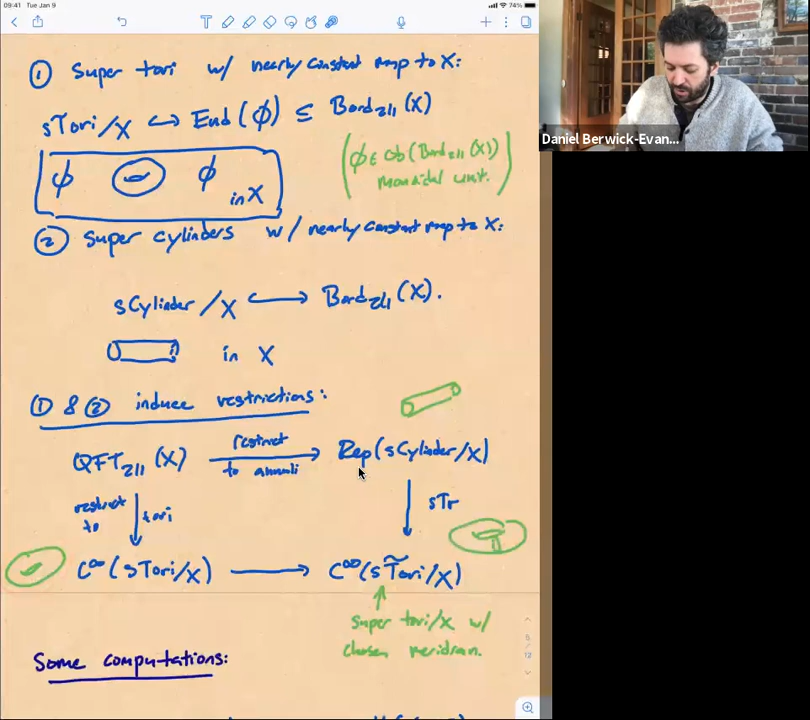 09:41 Tue Jan 9
74%
① Super tori w/ nearly constant map to X:
sTori/X ↪ End(ϕ) ⊆ Bord₂|₁(X)
(ϕ ∈ Ob(Bord₂|₁(X))
monoidal unit.)
ϕ ϕ in X
② Super cylinders w/ nearly constant map to X:
sCylinder/X ↪ Bord₂|₁(X).
in X
① & ② induce restrictions:
QFT₂|₁(X) restrict to annuli → Rep(sCylinder/X)
restrict to tori ↓ ↓ sTr
C^∞(sTori/X) → C^∞(sT̃ori/X)
↑
super tori/X w/
chosen meridian.
Some computations:
Daniel Berwick-Evan...